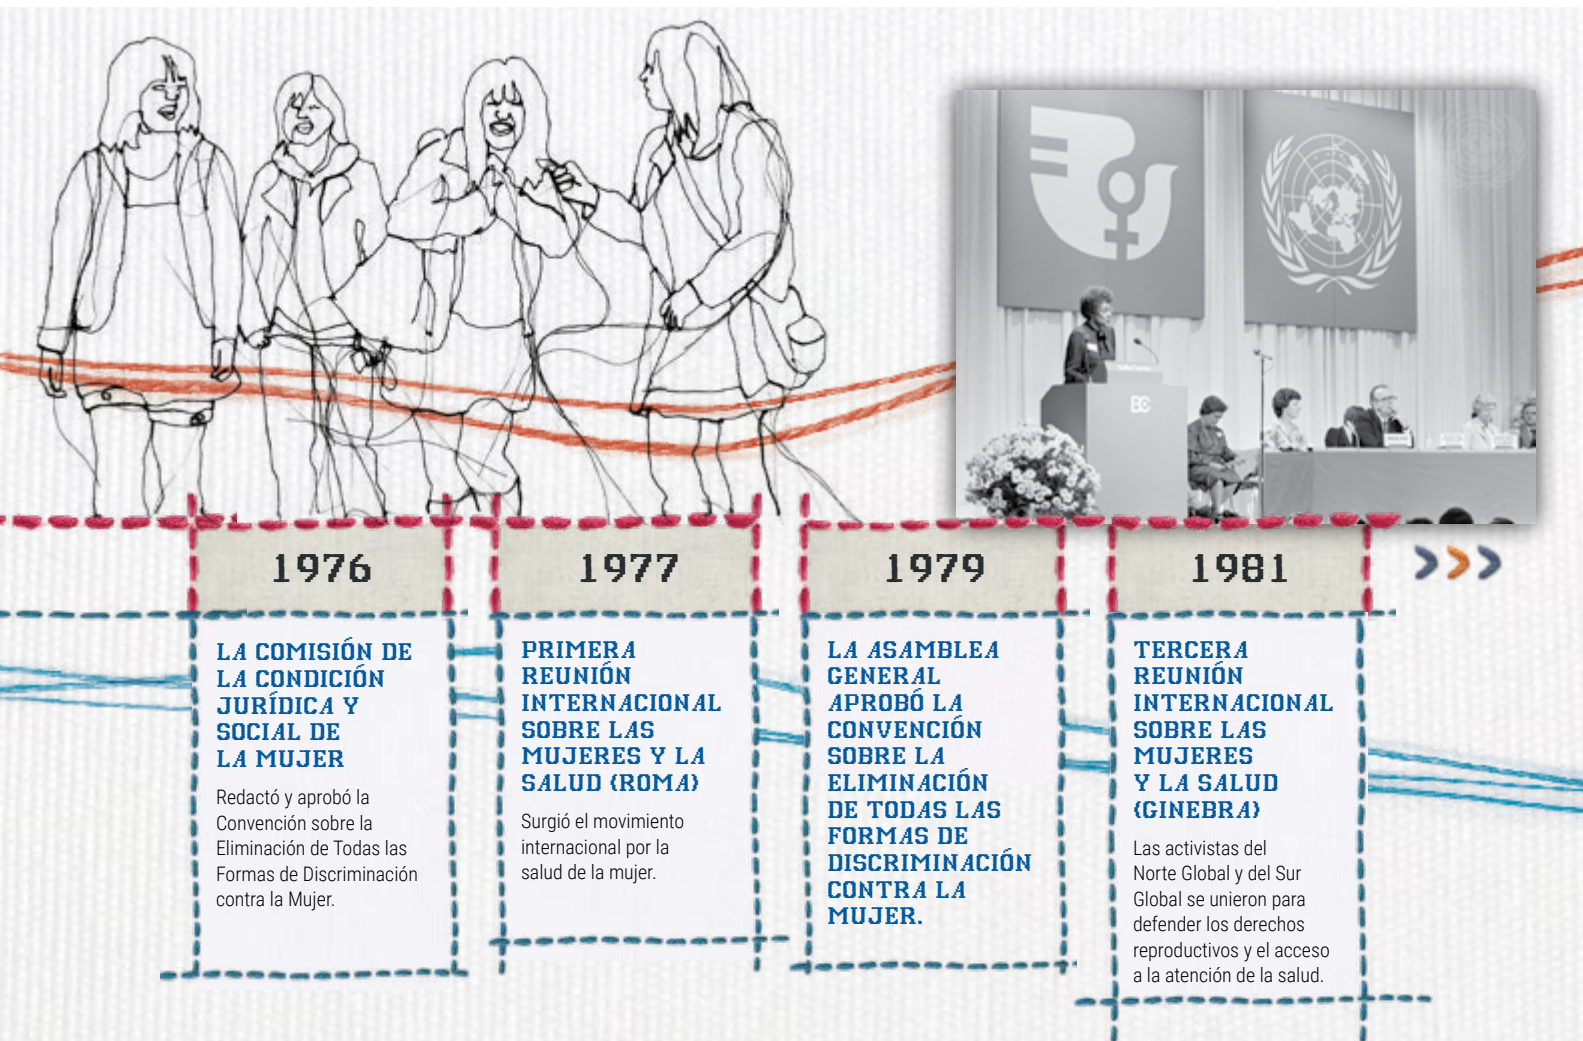 BC
1976
LA COMISIÓN DE
LA CONDICIÓN
JURÍDICA Y
SOCIAL DE
LA MUJER
Redactó y aprobó la
Convención sobre la
Eliminación de Todas las
Formas de Discriminación
contra la Mujer.
1977
PRIMERA
REUNIÓN
INTERNACIONAL
SOBRE LAS
MUJERES Y LA
SALUD (ROMA)
Surgió el movimiento
internacional por la
salud de la mujer.
1979
LA ASAMBLEA
GENERAL
APROBÓ LA
CONVENCIÓN
SOBRE LA
ELIMINACIÓN
DE TODAS LAS
FORMAS DE
DISCRIMINACIÓN
CONTRA LA
MUJER.
1981
TERCERA
REUNIÓN
INTERNACIONAL
SOBRE LAS
MUJERES
Y LA SALUD
(GINEBRA)
Las activistas del
Norte Global y del Sur
Global se unieron para
defender los derechos
reproductivos y el acceso
a la atención de la salud.